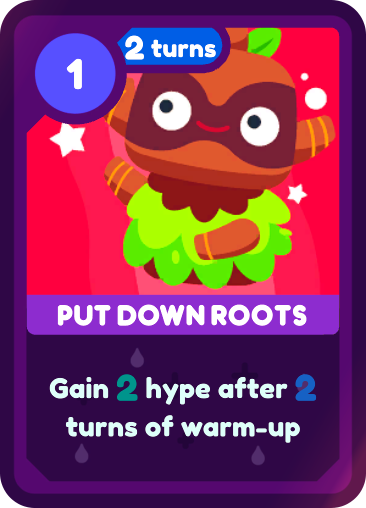 1
2 turns
PUT DOWN ROOTS
Gain 2 hype after 2
turns of warm-up